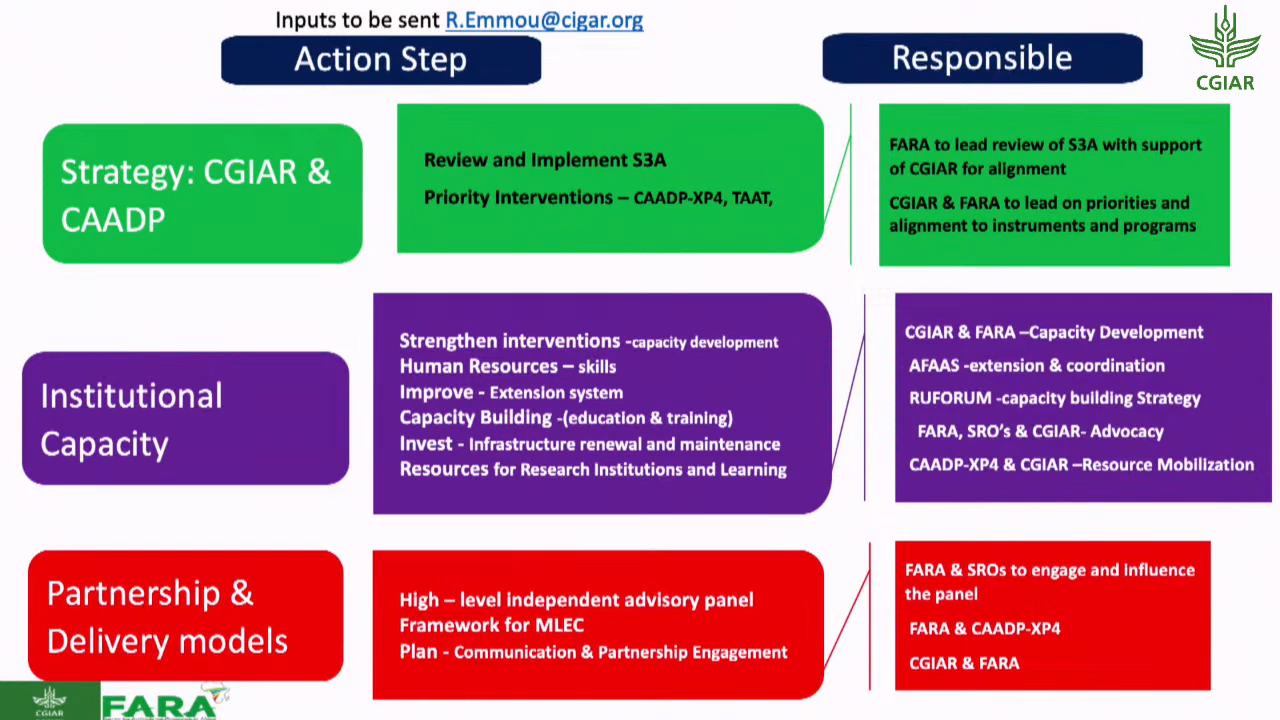 Inputs to be sent R.Emmou@cigar.org
Action Step
Responsible
CGIAR
Strategy: CGIAR &
CAADP
Review and Implement S3A
Priority Interventions – CAADP-XP4, TAAT,
FARA to lead review of S3A with support
of CGIAR for alignment
CGIAR & FARA to lead on priorities and
alignment to instruments and programs
Institutional
Capacity
Strengthen interventions -capacity development
Human Resources – skills
Improve - Extension system
Capacity Building -(education & training)
Invest - Infrastructure renewal and maintenance
Resources for Research Institutions and Learning
CGIAR & FARA –Capacity Development
AFAAS -extension & coordination
RUFORUM -capacity building Strategy
FARA, SRO's & CGIAR- Advocacy
CAADP-XP4 & CGIAR –Resource Mobilization
Partnership &
Delivery models
High – level independent advisory panel
Framework for MLEC
Plan - Communication & Partnership Engagement
FARA & SROs to engage and influence
the panel
FARA & CAADP-XP4
CGIAR & FARA
CGIAR
FARA